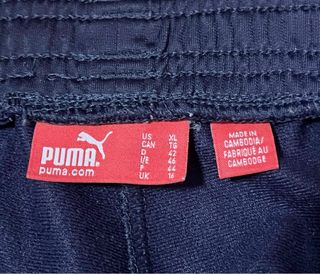 PUMA®
puma.com
US XL
CAN TG
D 42
I/E 46
F 44
UK 16
MADE IN
CAMBODIA/
FABRIQUÉ AU
CAMBODGE